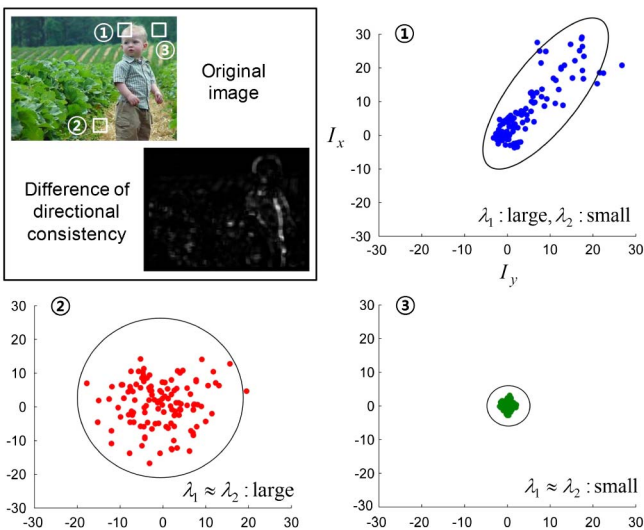 ①
③
②
Original
image
Difference of
directional
consistency
①
30
20
10
0
-10
-20
-30
I_x
λ₁ : large, λ₂ : small
-30 -20 -10 0 10 20 30
I_y
②
30
20
10
0
-10
-20
-30
λ₁ ≈ λ₂ : large
-30 -20 -10 0 10 20 30
③
30
20
10
0
-10
-20
-30
λ₁ ≈ λ₂ : small
-30 -20 -10 0 10 20 30